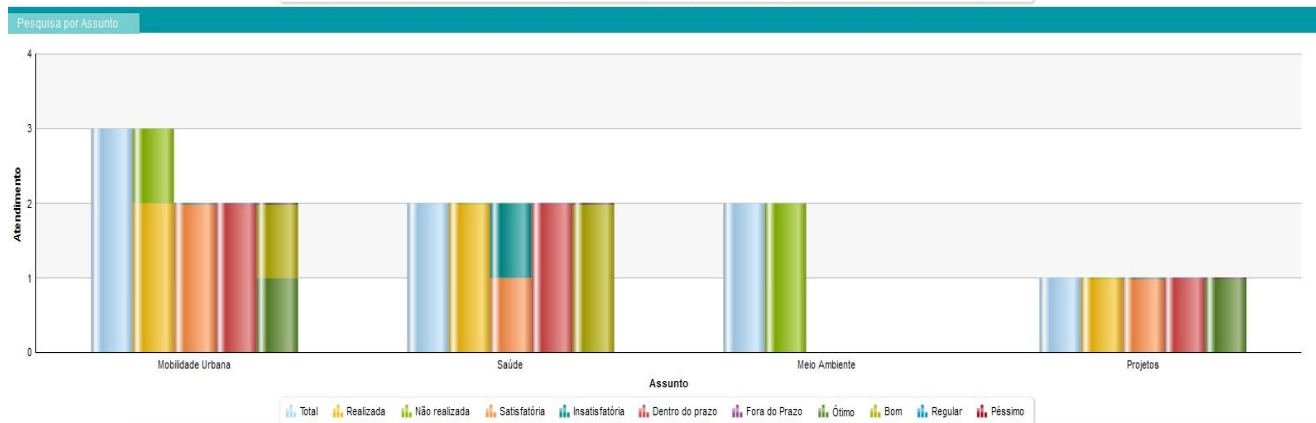 Pesquisa por Assunto
4
3
2
1
0
Atendimento
Mobilidade Urbana Saúde Meio Ambiente Projetos
Assunto
Total Realizada Não realizada Satisfatória Insatisfatória Dentro do prazo Fora do Prazo Ótimo Bom Regular Péssimo